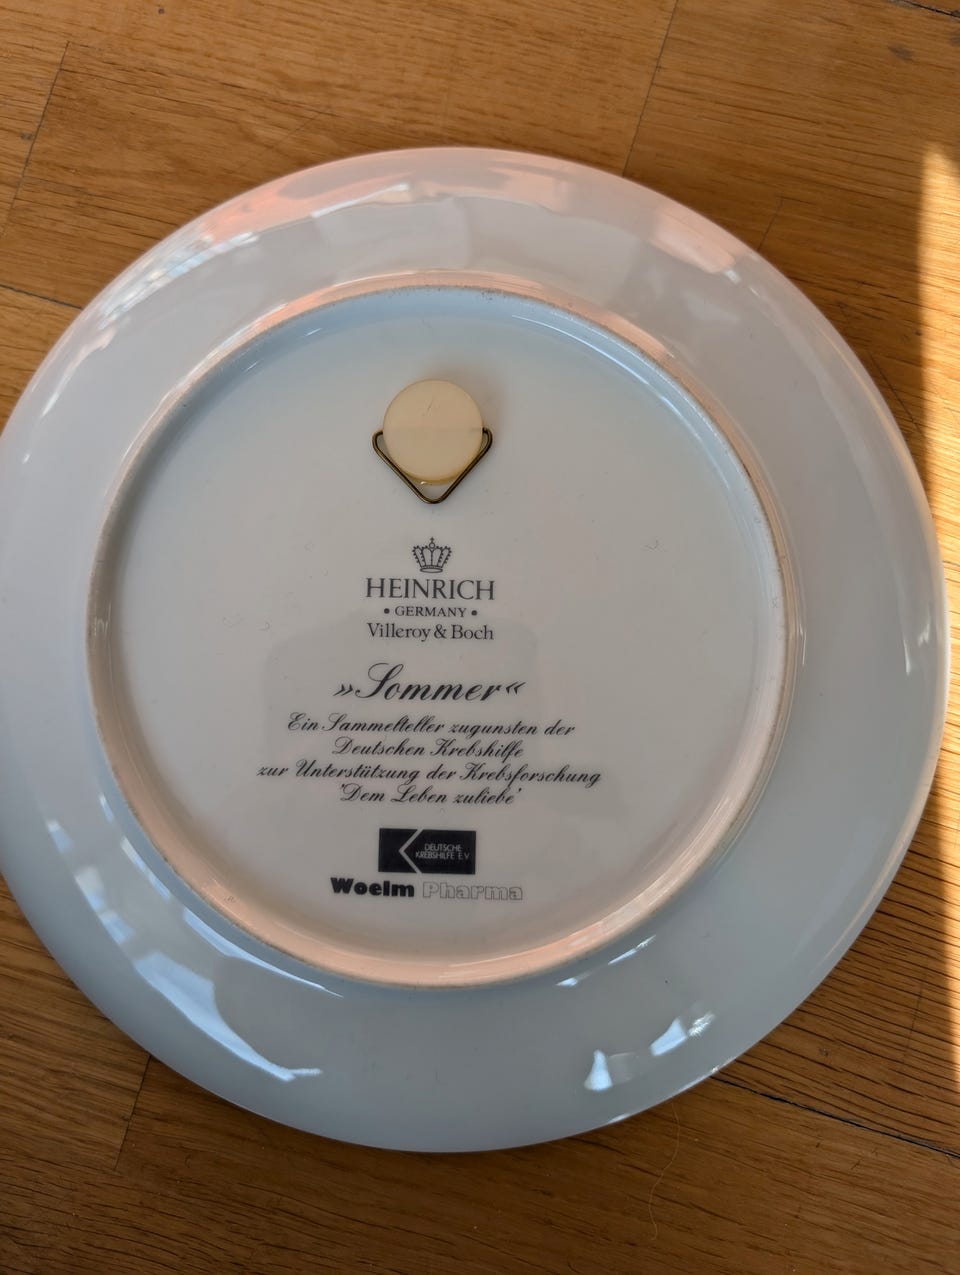 HEINRICH
• GERMANY •
Villeroy & Boch
»Sommer«
Ein Sammelteller zugunsten der
Deutschen Krebshilfe
zur Unterstützung der Krebsforschung
'Dem Leben zuliebe'
DEUTSCHE
KREBSHILFE E.V
Woelm Pharma